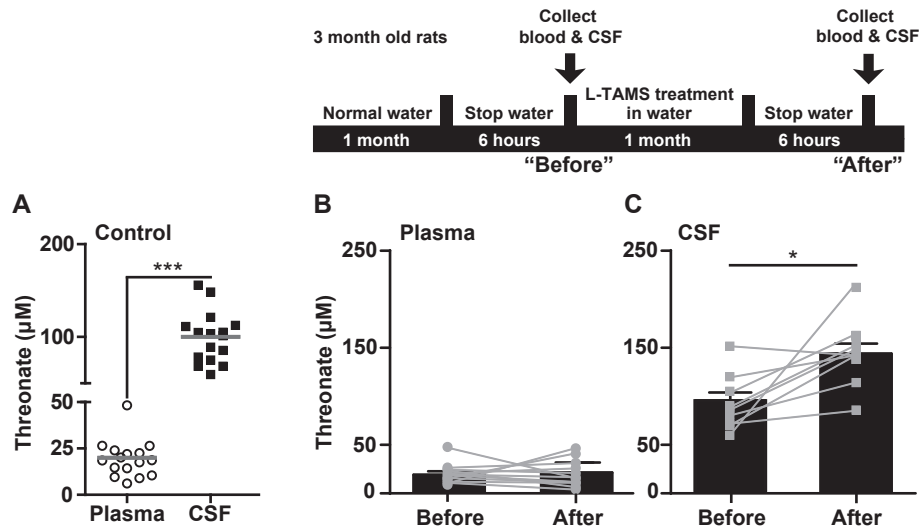 3 month old rats
Collect
blood & CSF
Collect
blood & CSF
Normal water
Stop water
L-TAMS treatment
in water
Stop water
1 month
6 hours
1 month
6 hours
“Before”
“After”
A
Control
Threonate (μM)
200
100
50
25
0
***
Plasma
CSF
B
Plasma
Threonate (μM)
250
150
50
0
Before
After
C
CSF
250
150
50
0
*
Before
After